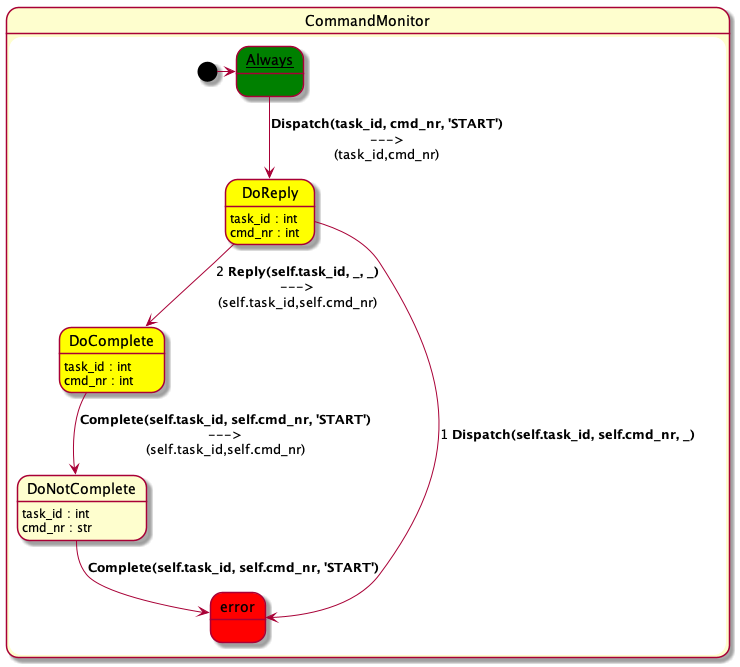 CommandMonitor
Always
Dispatch(task_id, cmd_nr, 'START')
--->
(task_id,cmd_nr)
DoReply
task_id : int
cmd_nr : int
2 Reply(self.task_id, _, _)
--->
(self.task_id,self.cmd_nr)
DoComplete
task_id : int
cmd_nr : int
Complete(self.task_id, self.cmd_nr, 'START')
--->
(self.task_id,self.cmd_nr)
1 Dispatch(self.task_id, self.cmd_nr, _)
DoNotComplete
task_id : int
cmd_nr : str
Complete(self.task_id, self.cmd_nr, 'START')
error